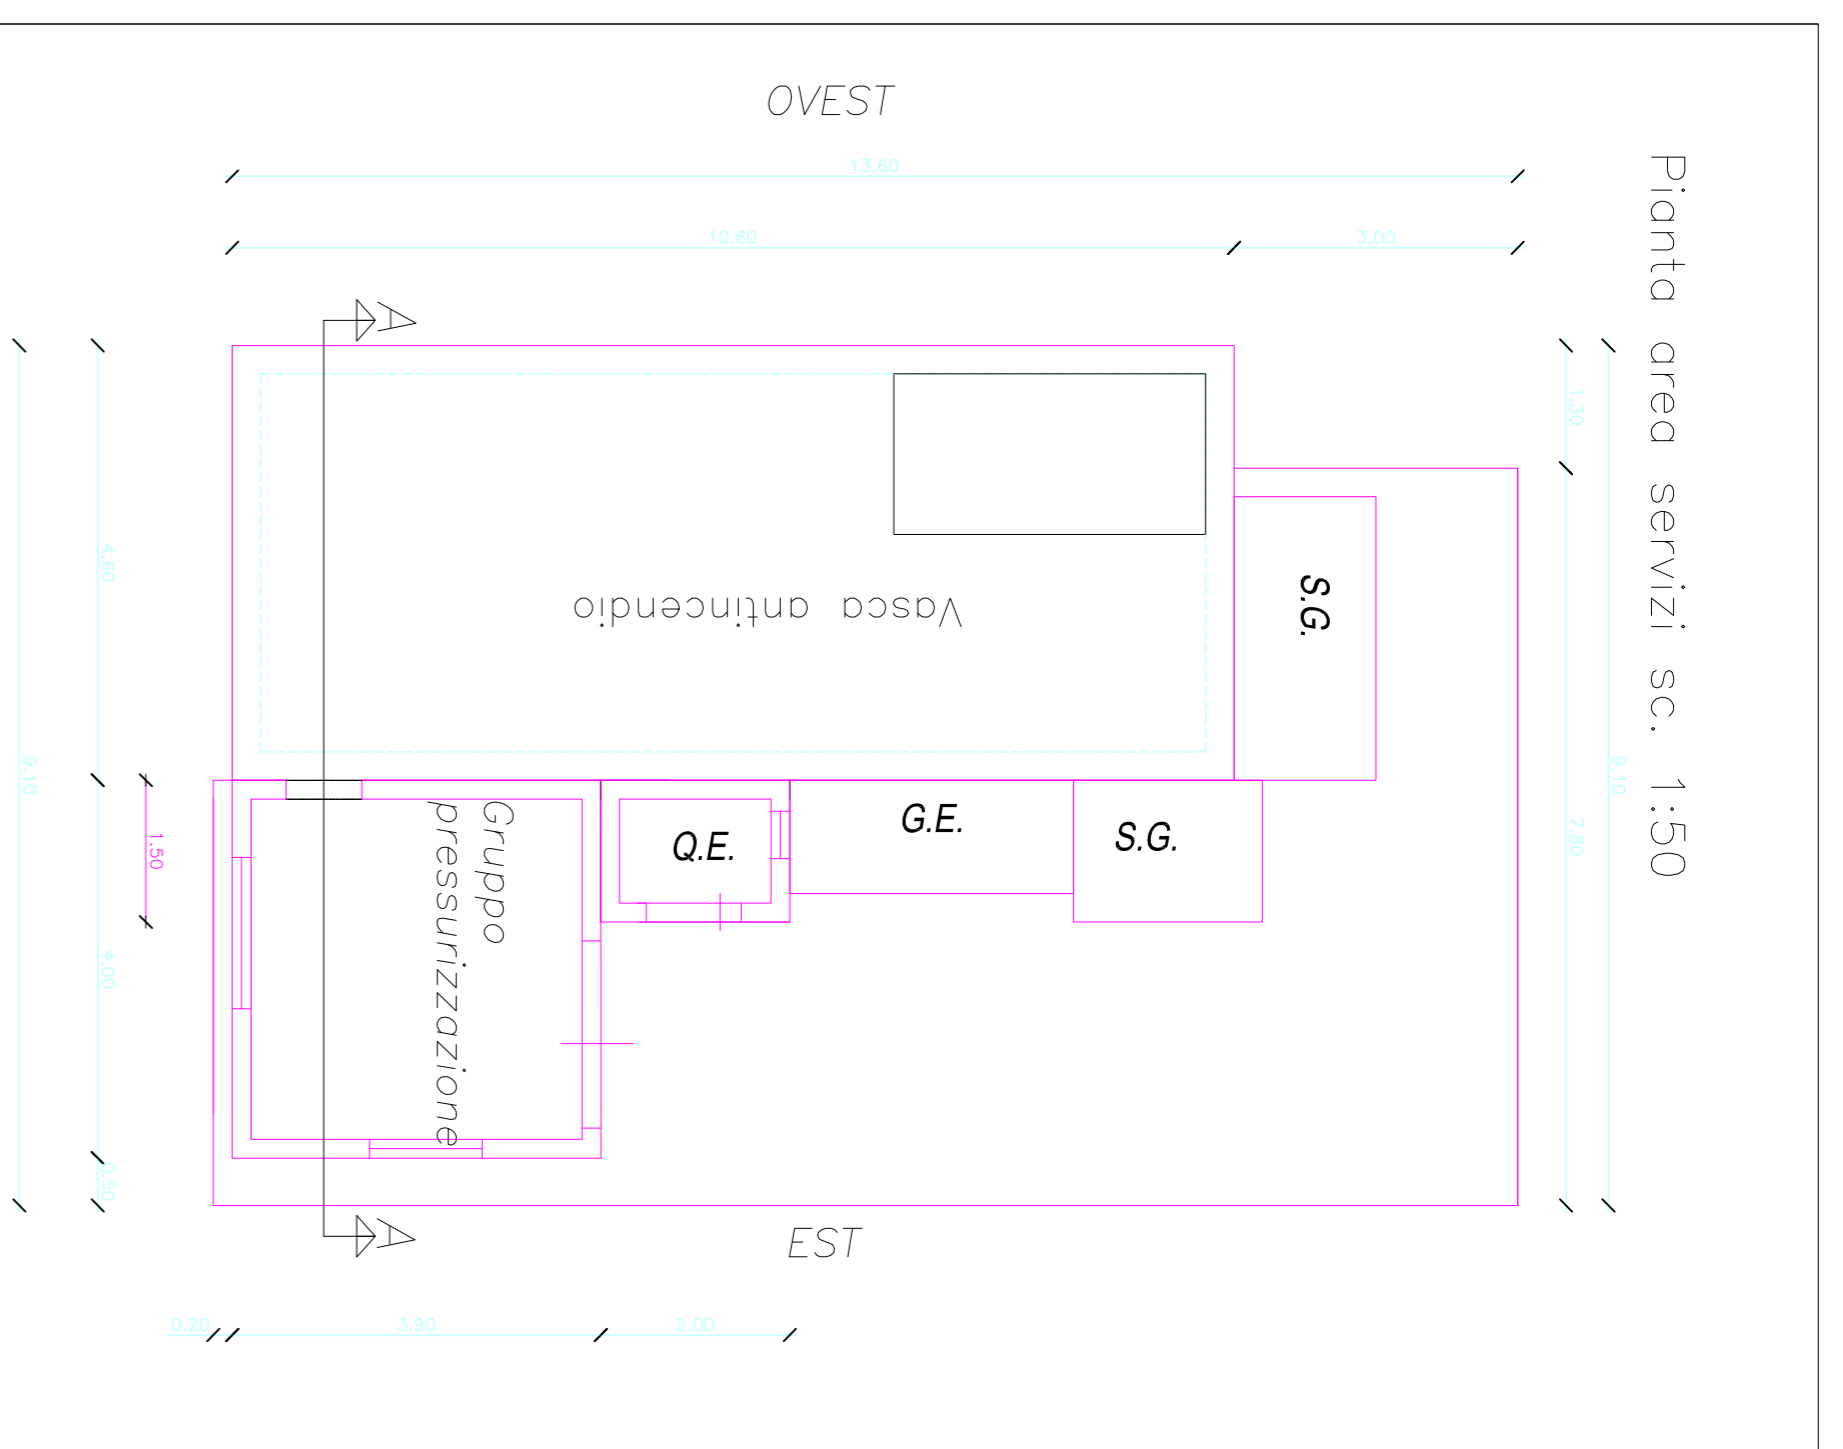 OVEST
13.60
10.60
3.00
Pianta area servizi sc. 1:50
A
1.30
9.10
4.60
7.80
9.10
S.G.
Vasca antincendio
1.50
4.00
0.50
Gruppo
pressurizzazione
Q.E.
G.E.
S.G.
A
EST
0.20
3.90
2.00